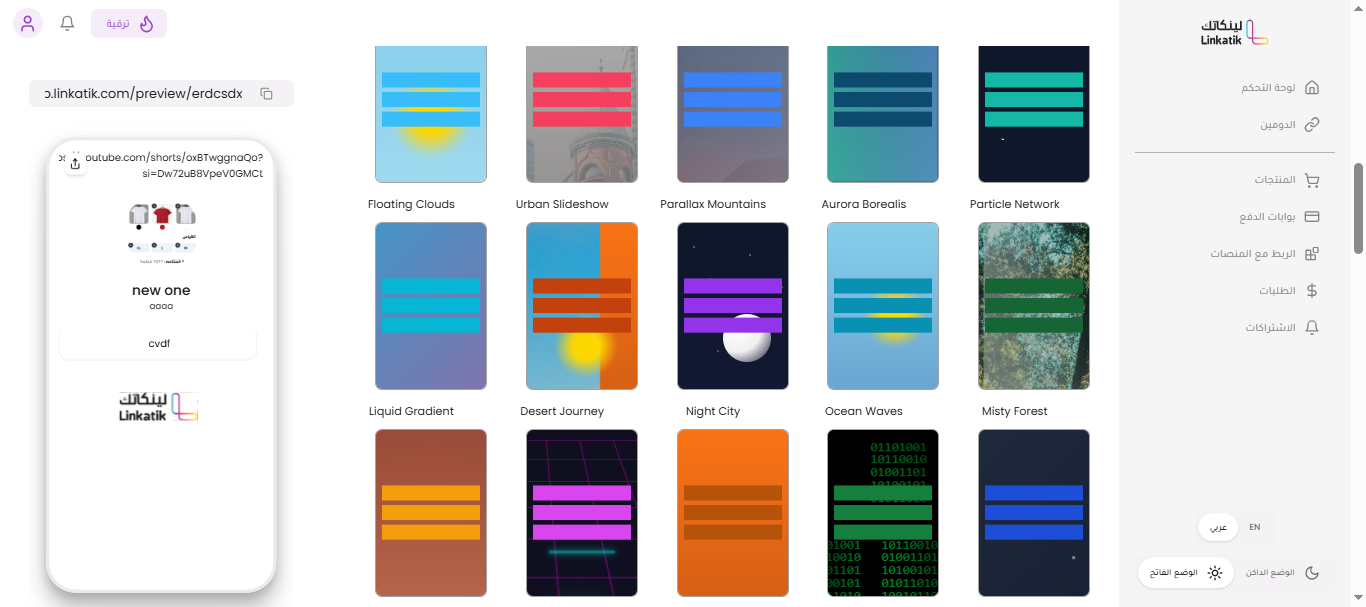 لينكاتك
Linkatik
لوحة التحكم
الدومين
المنتجات
بوابات الدفع
الربط مع المنصات
الطلبات
الاشتراكات
عربي
EN
الوضع الفاتح
الوضع الداكن
ترقية
o.linkatik.com/preview/erdcsdx
outube.com/shorts/oxBTwggnaQo?
si=Dw72uB8VpeV0GMCt
new one
aaaa
cvdf
لينكاتك
Linkatik
Floating Clouds
Urban Slideshow
Parallax Mountains
Aurora Borealis
Particle Network
Liquid Gradient
Desert Journey
Night City
Ocean Waves
Misty Forest
01101001
10110010
01001101